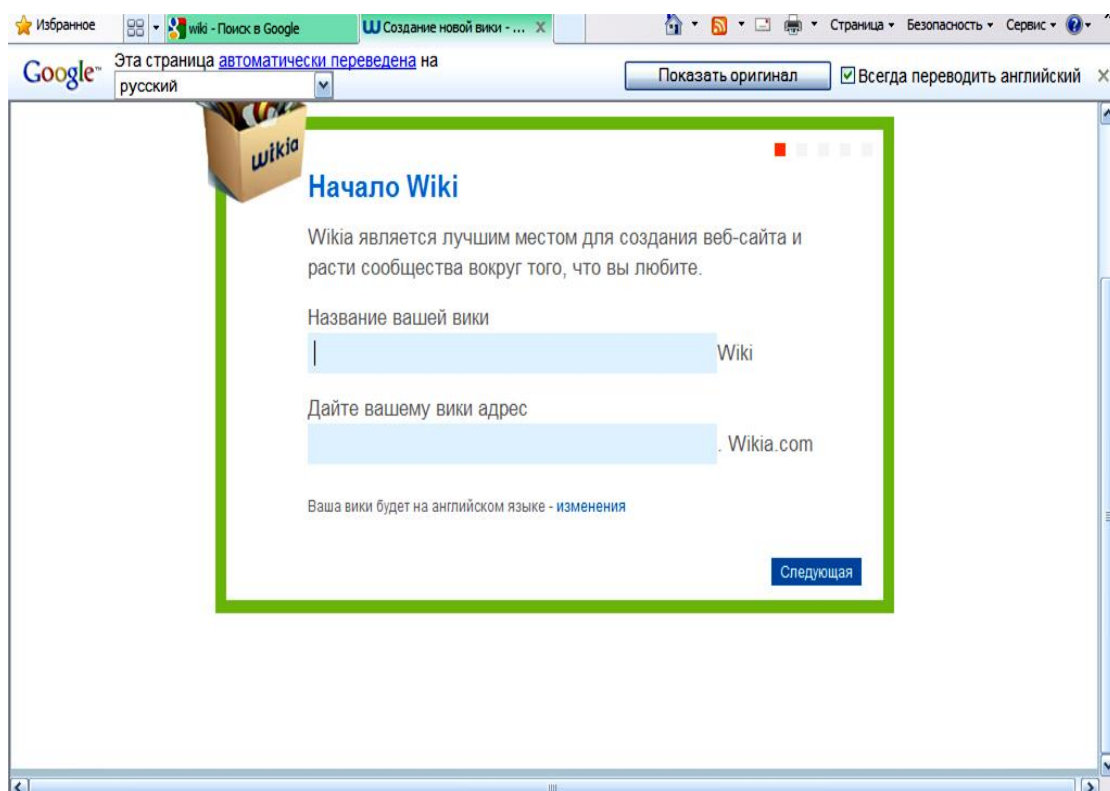 Избранное
wiki - Поиск в Google
W Создание новой вики - ... X
Страница
Безопасность
Сервис
Google™
Эта страница автоматически переведена на
русский
Показать оригинал
Всегда переводить английский
wikia
Начало Wiki
Wikia является лучшим местом для создания веб-сайта и
расти сообщества вокруг того, что вы любите.
Название вашей вики
Wiki
Дайте вашему вики адрес
. Wikia.com
Ваша вики будет на английском языке - изменения
Следующая